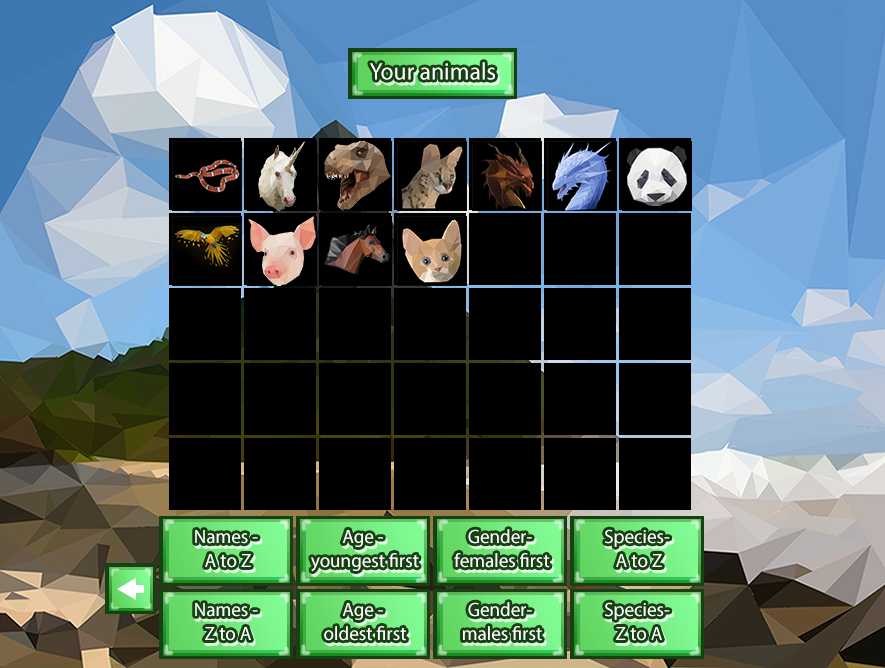 Your animals
Names -
A to Z
Age -
youngest first
Gender-
females first
Species-
A to Z
Names -
Z to A
Age -
oldest first
Gender-
males first
Species-
Z to A